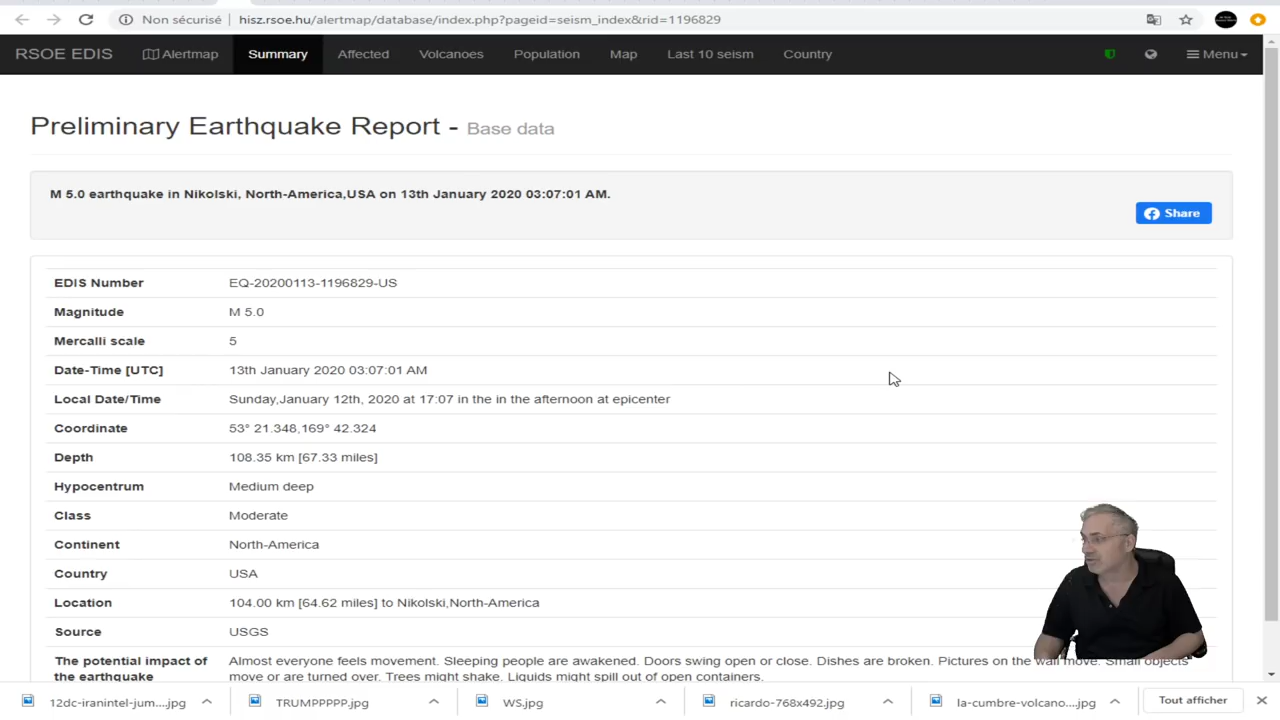 Non sécurisé hisz.rsoe.hu/alertmap/database/index.php?pageid=seism_index&rid=1196829
RSOE EDIS Alertmap Summary Affected Volcanoes Population Map Last 10 seism Country Menu
Preliminary Earthquake Report - Base data
M 5.0 earthquake in Nikolski, North-America,USA on 13th January 2020 03:07:01 AM.
Share
EDIS Number EQ-20200113-1196829-US
Magnitude M 5.0
Mercalli scale 5
Date-Time [UTC] 13th January 2020 03:07:01 AM
Local Date/Time Sunday,January 12th, 2020 at 17:07 in the in the afternoon at epicenter
Coordinate 53° 21.348,169° 42.324
Depth 108.35 km [67.33 miles]
Hypocentrum Medium deep
Class Moderate
Continent North-America
Country USA
Location 104.00 km [64.62 miles] to Nikolski,North-America
Source USGS
The potential impact of Almost everyone feels movement. Sleeping people are awakened. Doors swing open or close. Dishes are broken. Pictures on the wall move. Small objects
the earthquake move or are turned over. Trees might shake. Liquids might spill out of open containers.
12dc-iranintel-jum....jpg TRUMPPPPP.jpg WS.jpg ricardo-768x492.jpg la-cumbre-volcano....jpg Tout afficher